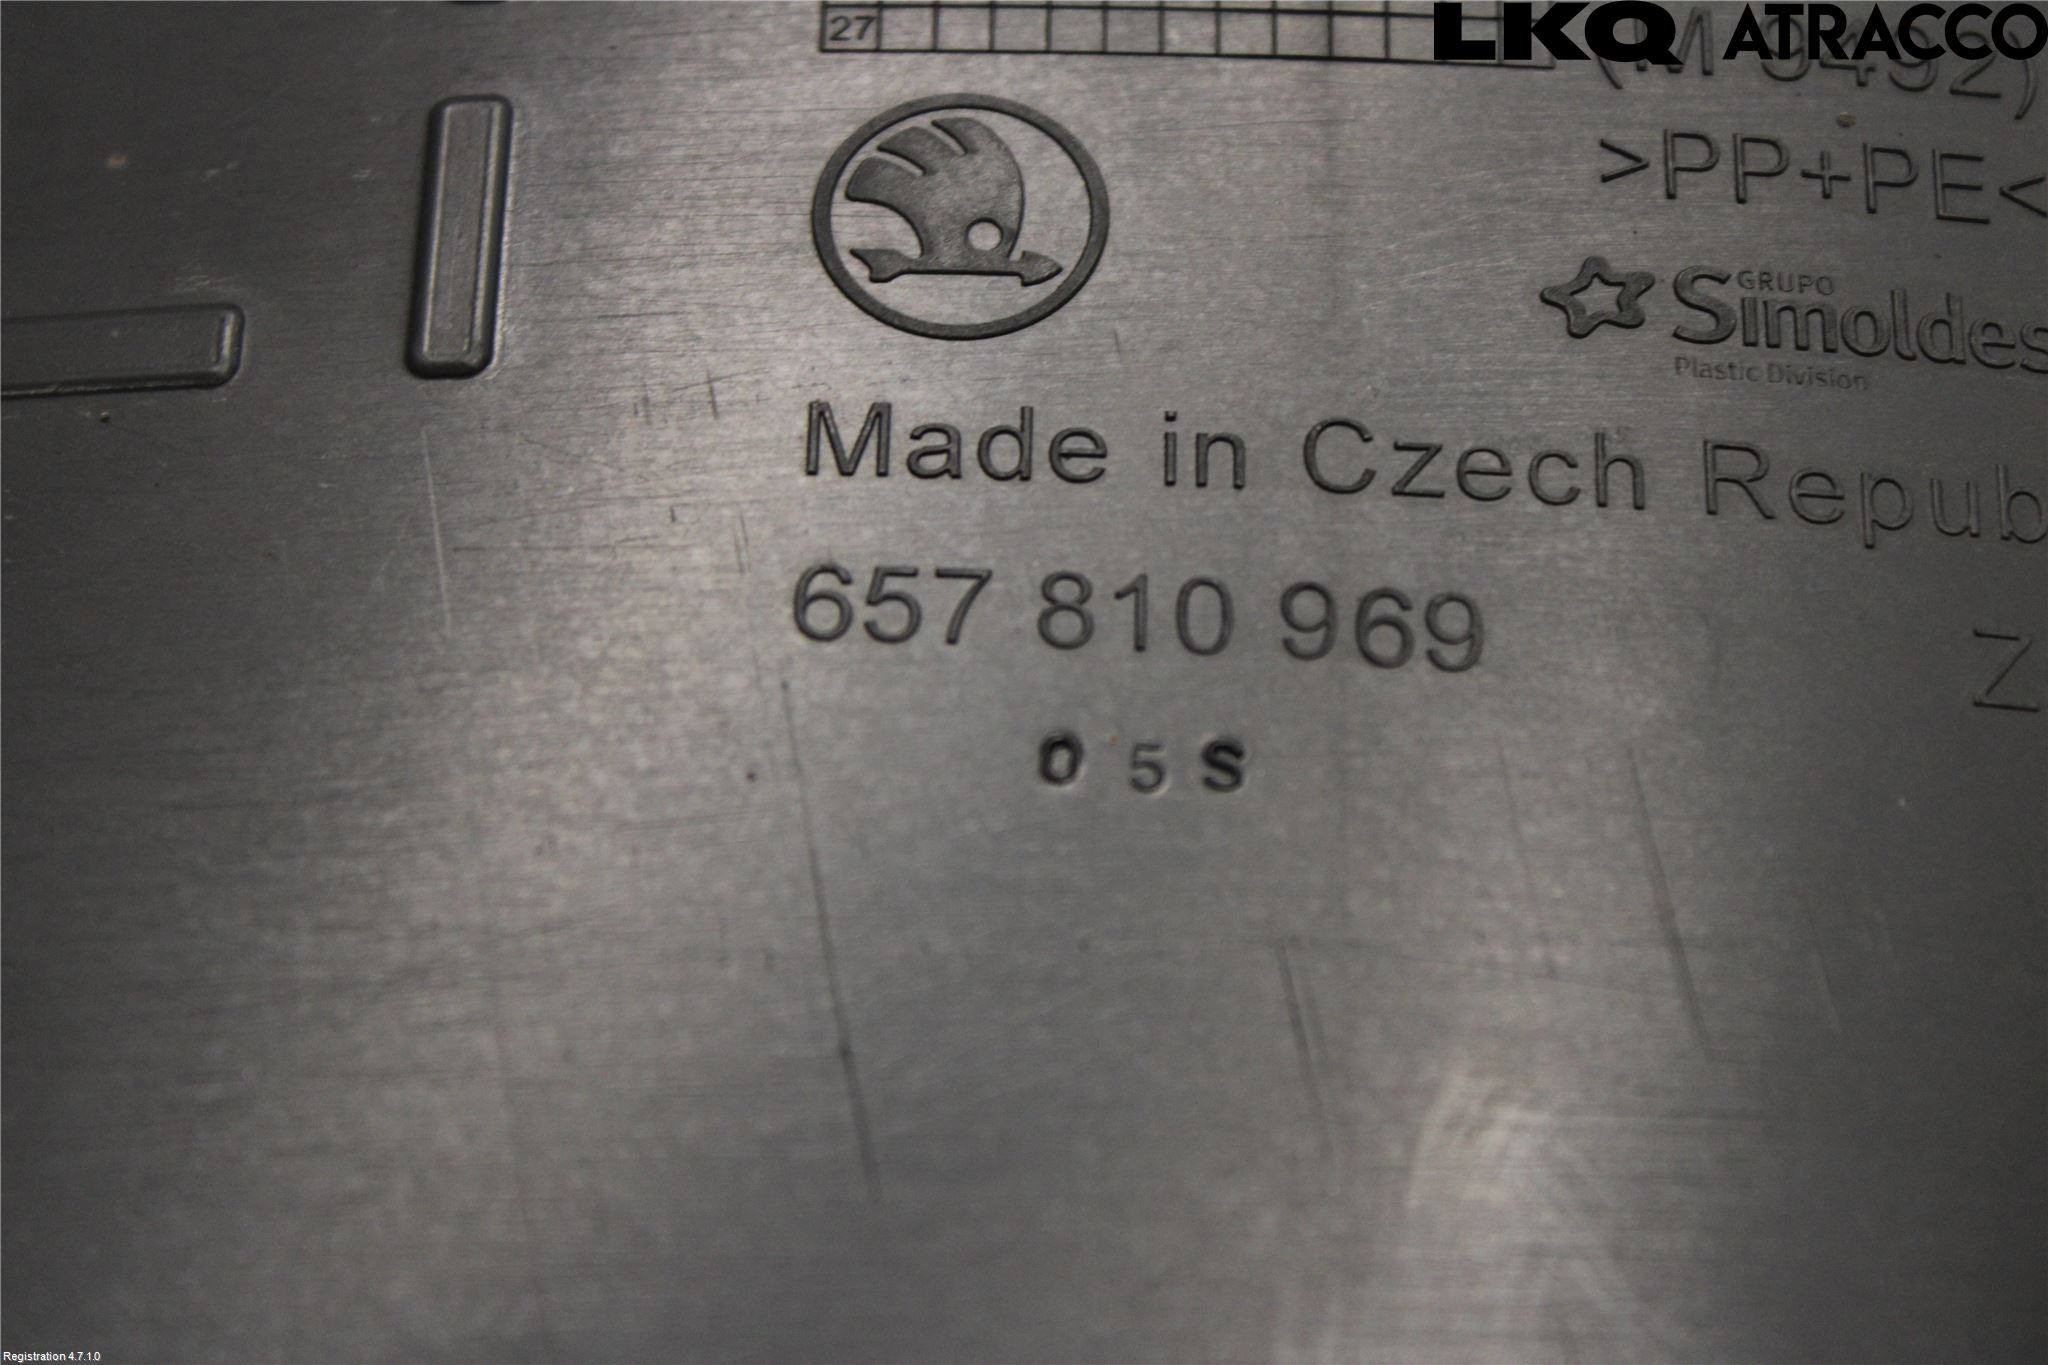 LKQ ATRACCO
27
(M 9492)
>PP+PE<
GRUPO
Simoldes
Plastic Division
Made in Czech Repub
657 810 969
Z
0 5 S
Registration 4.7.1.0